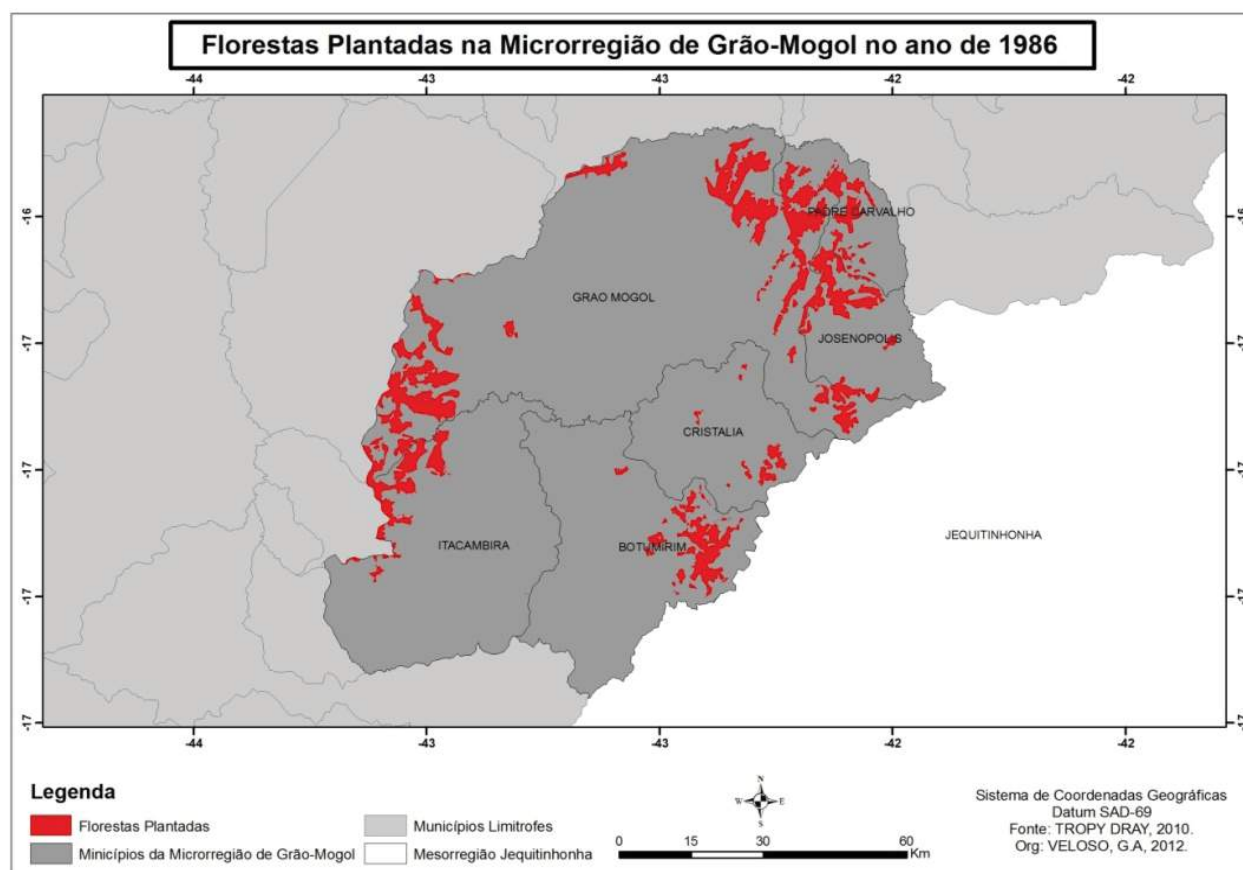 Florestas Plantadas na Microrregião de Grão-Mogol no ano de 1986
-44 -43 -43 -42 -42
-16 -16
PADRE CARVALHO
GRAO MOGOL
-17 -17
JOSENOPOLIS
CRISTALIA
-17 -17
ITACAMBIRA
BOTUMIRIM
JEQUITINHONHA
-17 -17
-17 -17
-44 -43 -43 -42 -42
Legenda
Florestas Plantadas
Minicípios da Microrregião de Grão-Mogol
Municípios Limitrofes
Mesorregião Jequitinhonha
N
W E
S
0 15 30 60
Km
Sistema de Coordenadas Geográficas
Datum SAD-69
Fonte: TROPY DRAY, 2010.
Org: VELOSO, G.A, 2012.